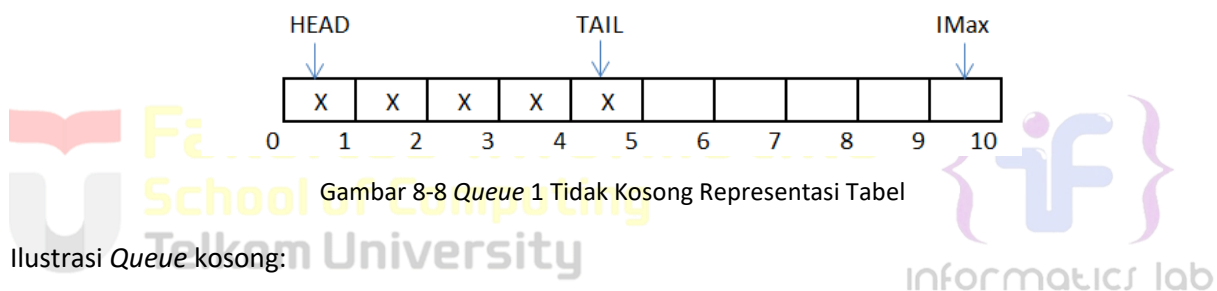 HEAD TAIL IMax
X X X X X
0 1 2 3 4 5 6 7 8 9 10
Gambar 8-8 Queue 1 Tidak Kosong Representasi Tabel
School of Computing
Telkom University
Ilustrasi Queue kosong:
informatics lab